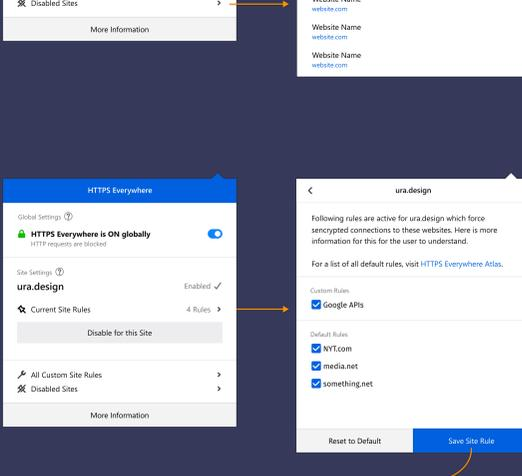 Disabled Sites
More Information
Website Name
website.com
Website Name
website.com
Website Name
website.com
HTTPS Everywhere
Global Settings ?
HTTPS Everywhere is ON globally
HTTP requests are blocked
Site Settings ?
ura.design
Enabled
Current Site Rules
4 Rules
Disable for this Site
All Custom Site Rules
Disabled Sites
More Information
ura.design
Following rules are active for ura.design which force
sencrypted connections to these websites. Here is more
information for this for the user to understand.
For a list of all default rules, visit HTTPS Everywhere Atlas.
Custom Rules
Google APIs
Default Rules
NYT.com
media.net
something.net
Reset to Default
Save Site Rule